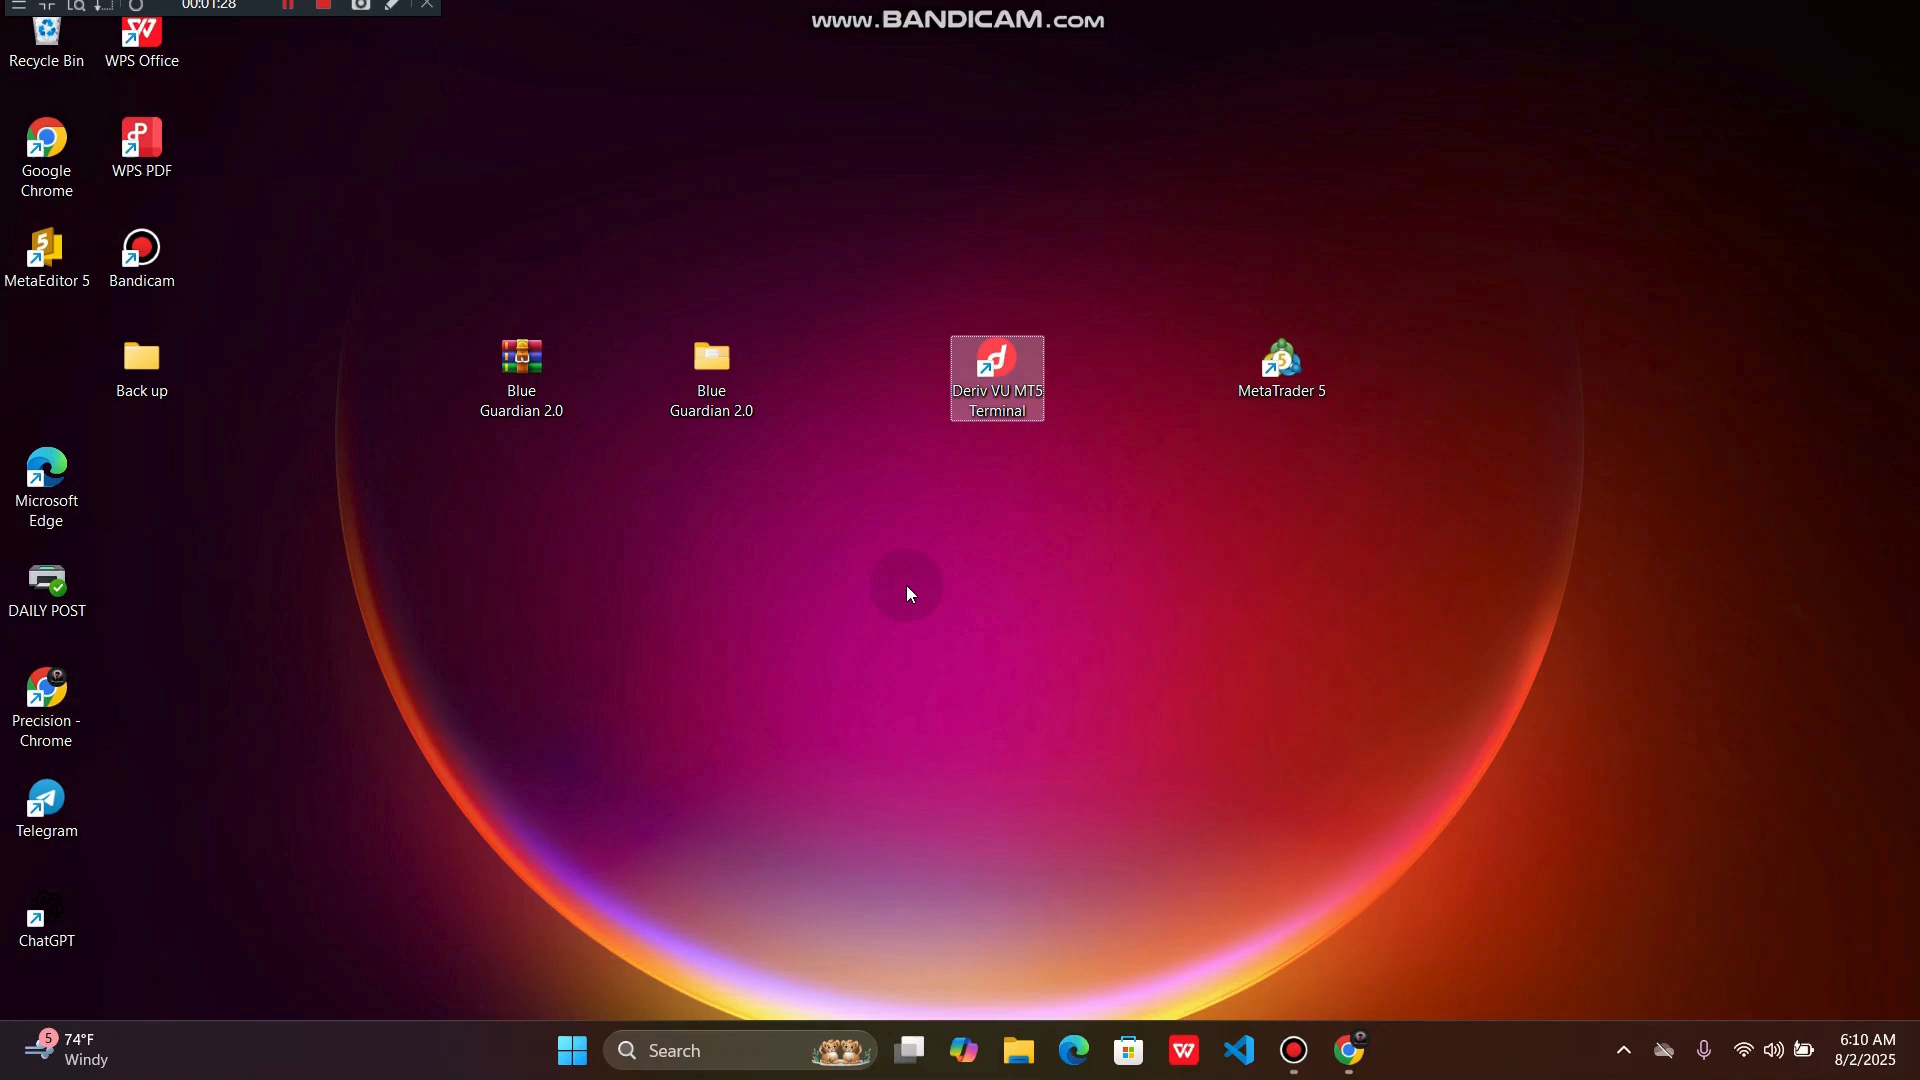 00:01:28
www.BANDICAM.com
Recycle Bin
WPS Office
Google
Chrome
WPS PDF
MetaEditor 5
Bandicam
Back up
Blue
Guardian 2.0
Blue
Guardian 2.0
Deriv VU MT5
Terminal
MetaTrader 5
Microsoft
Edge
DAILY POST
Precision -
Chrome
Telegram
ChatGPT
5
74°F
Windy
Search
6:10 AM
8/2/2025